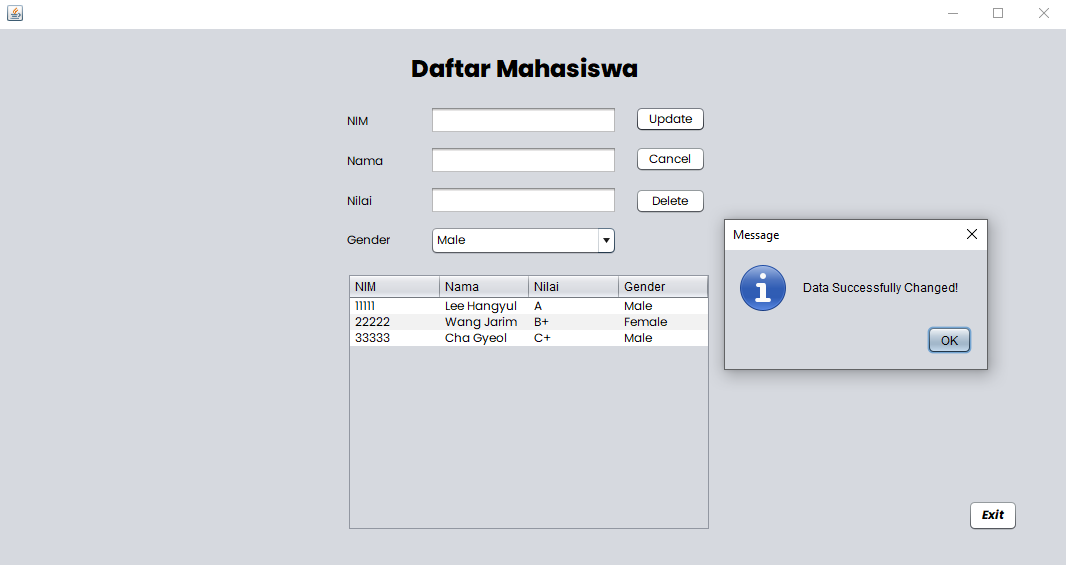 Daftar Mahasiswa
NIM Update
Nama Cancel
Nilai Delete
Gender Male
Message
Data Successfully Changed!
OK
NIM Nama Nilai Gender
11111 Lee Hangyul A Male
22222 Wang Jarim B+ Female
33333 Cha Gyeol C+ Male
Exit